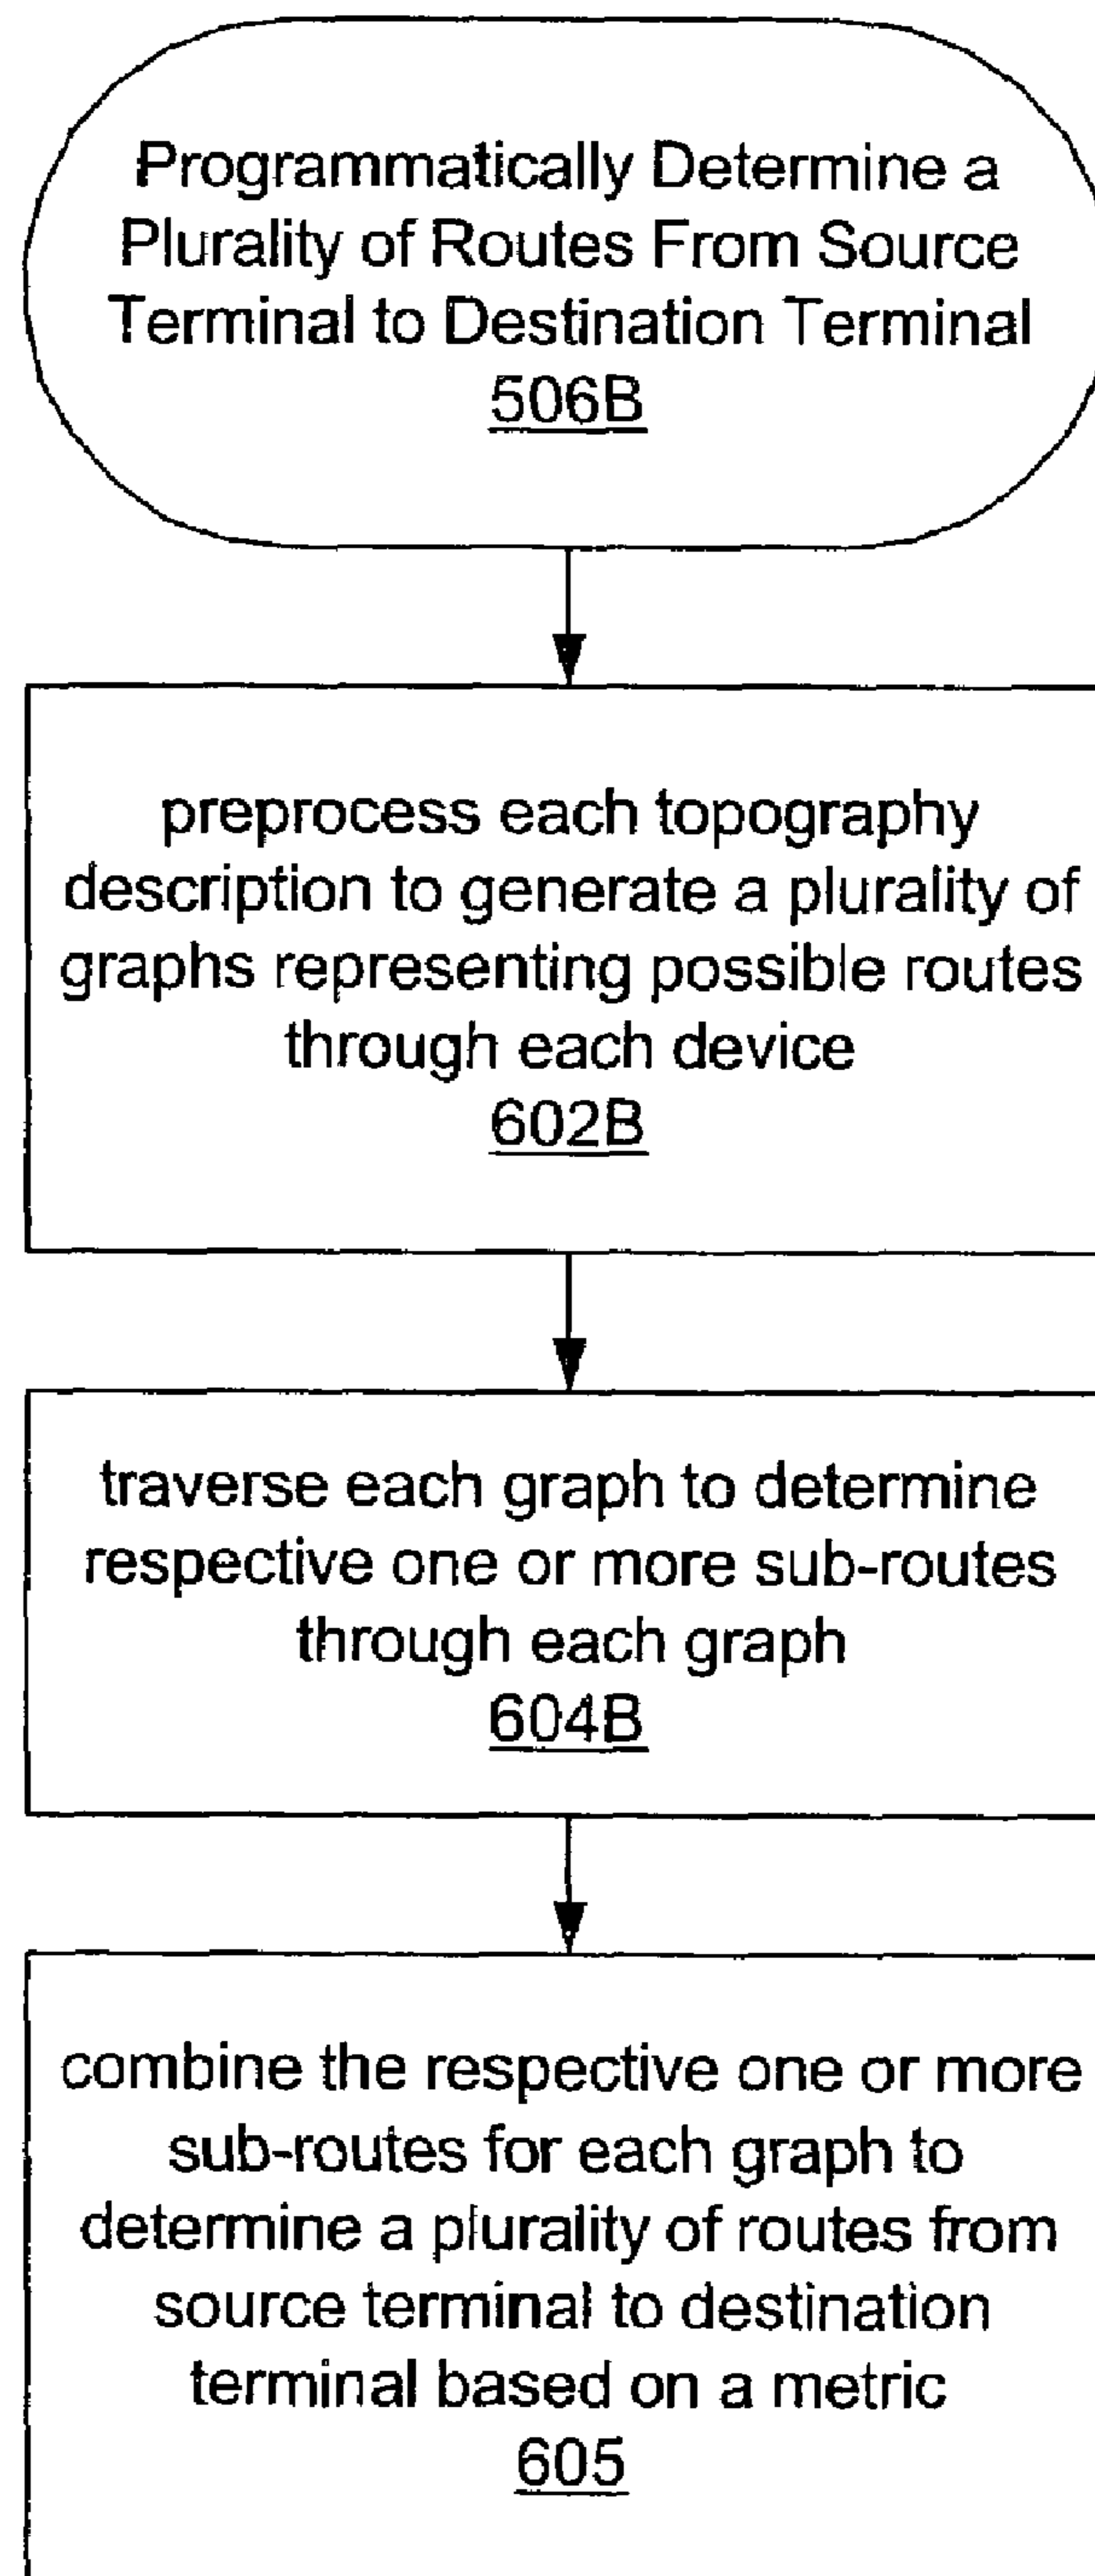 Programmatically Determine a
Plurality of Routes From Source
Terminal to Destination Terminal
506B
preprocess each topography
description to generate a plurality of
graphs representing possible routes
through each device
602B
traverse each graph to determine
respective one or more sub-routes
through each graph
604B
combine the respective one or more
sub-routes for each graph to
determine a plurality of routes from
source terminal to destination
terminal based on a metric
605